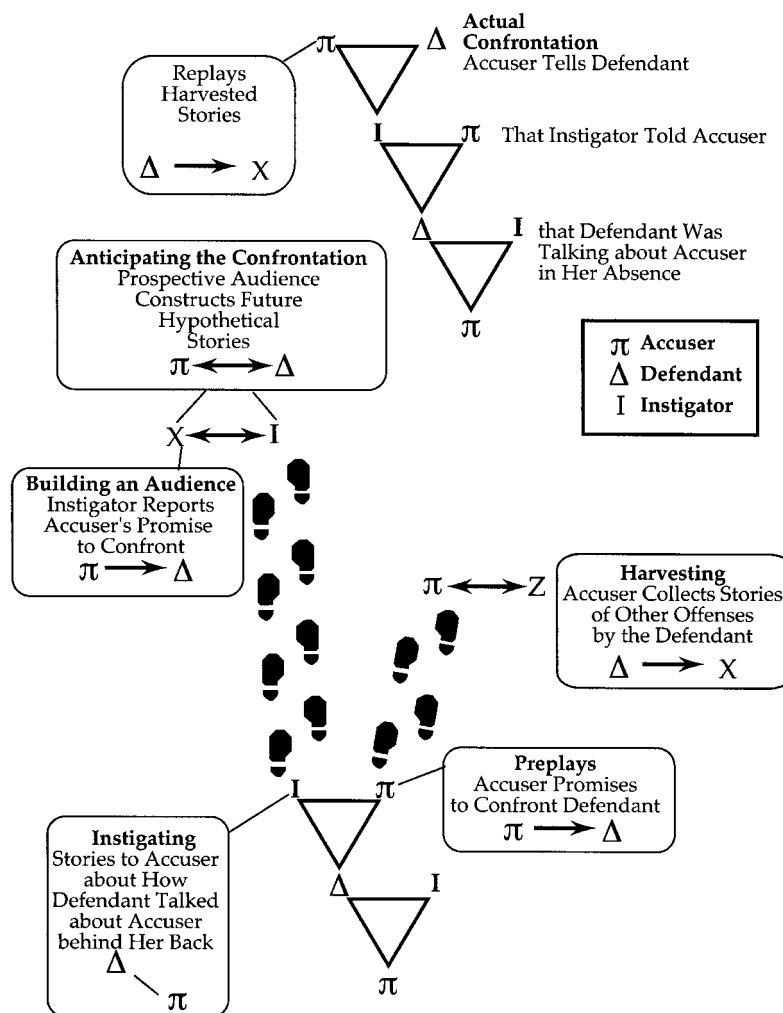 π
Δ
Actual
Confrontation
Accuser Tells Defendant
Replays
Harvested
Stories
Δ → X
I
π
That Instigator Told Accuser
Δ
I
that Defendant Was
Talking about Accuser
in Her Absence
π
Anticipating the Confrontation
Prospective Audience
Constructs Future
Hypothetical
Stories
π ↔ Δ
π Accuser
Δ Defendant
I Instigator
X ↔ I
Building an Audience
Instigator Reports
Accuser's Promise
to Confront
π → Δ
π ↔ Z
Harvesting
Accuser Collects Stories
of Other Offenses
by the Defendant
Δ → X
I
π
Preplays
Accuser Promises
to Confront Defendant
π → Δ
Instigating
Stories to Accuser
about How
Defendant Talked
about Accuser
behind Her Back
Δ
π
Δ
I
π